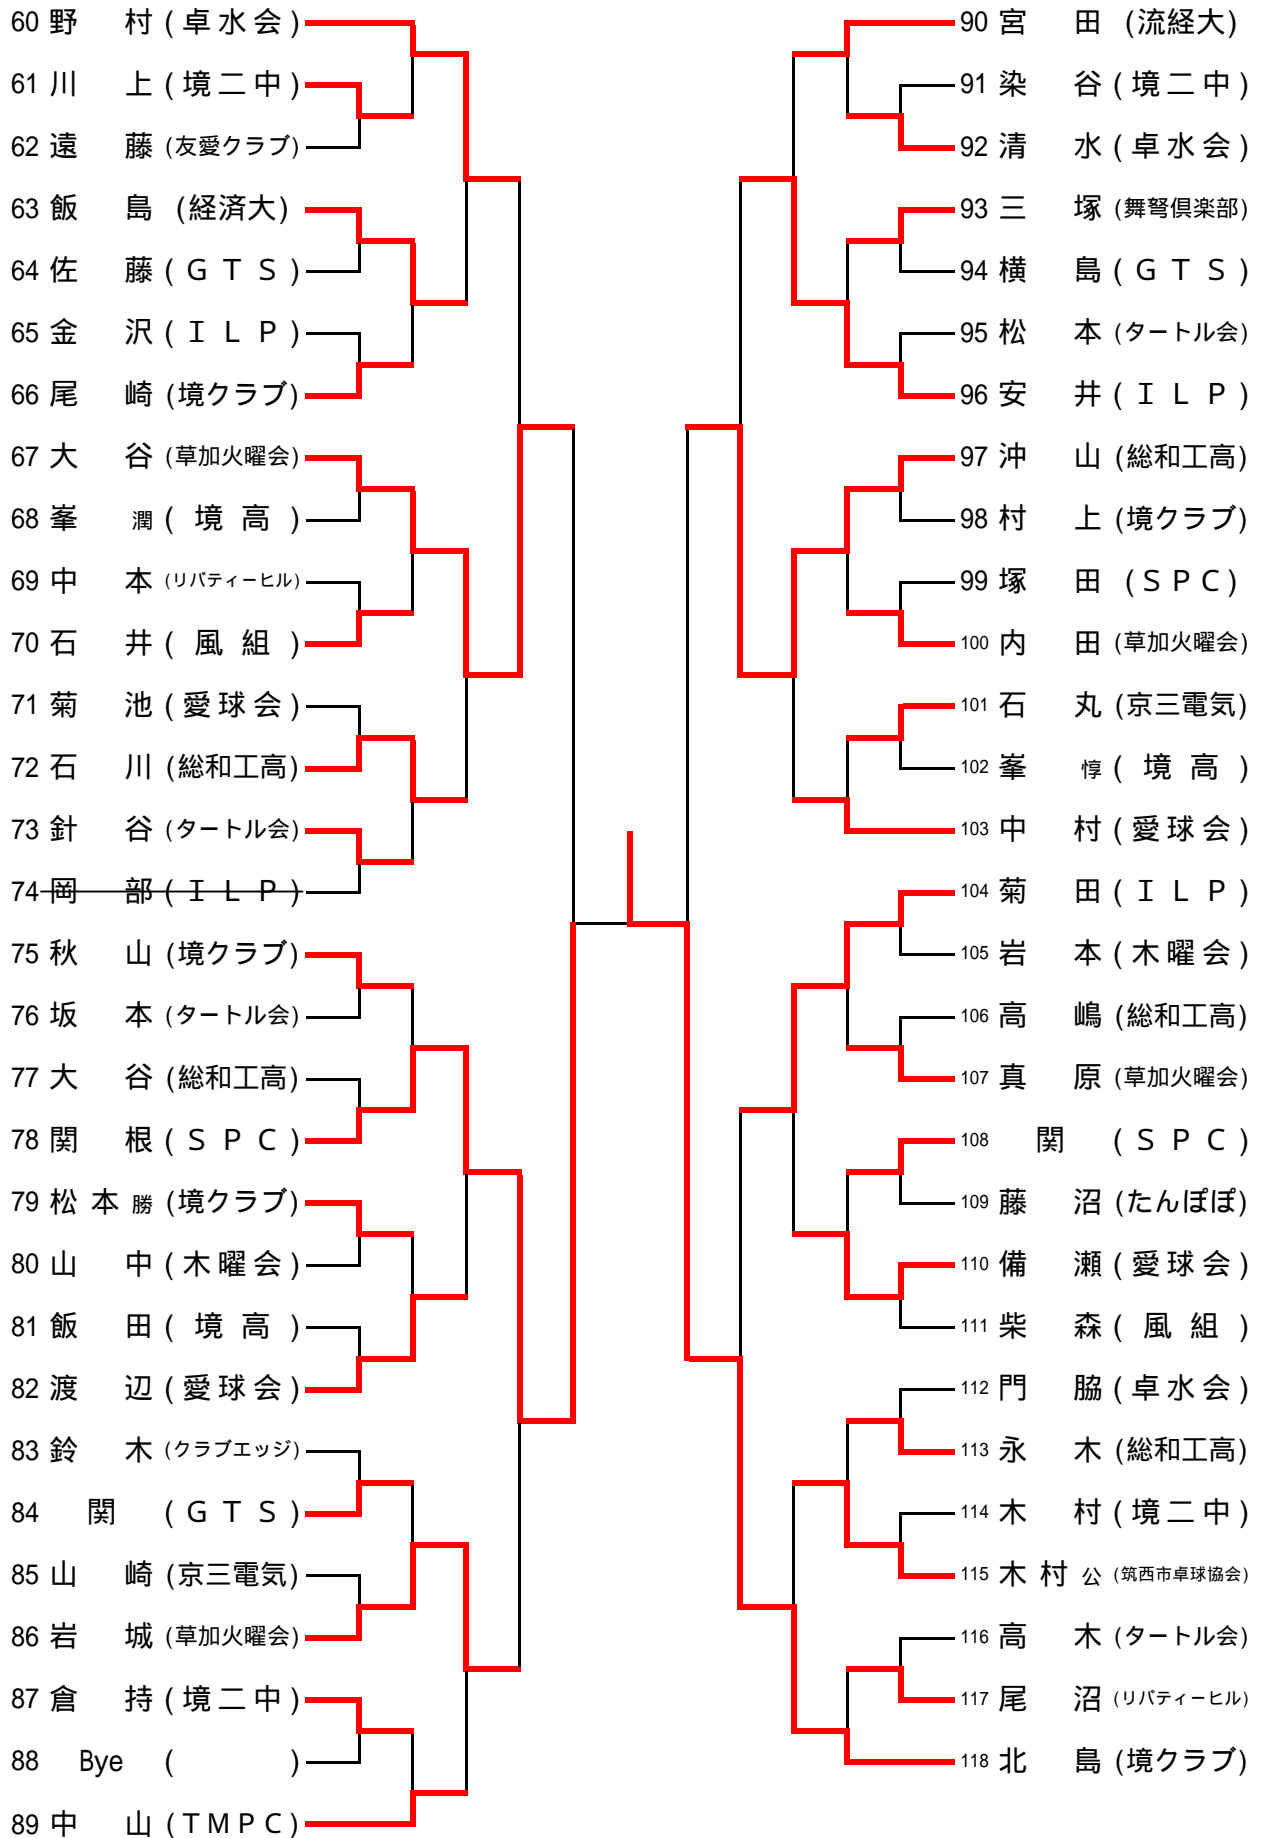 60 野 村 (卓水会)
61 川 上 (境二中)
62 遠 藤 (友愛クラブ)
63 飯 島 (経済大)
64 佐 藤 (ＧＴＳ)
65 金 沢 (ＩＬＰ)
66 尾 崎 (境クラブ)
67 大 谷 (草加火曜会)
68 峯 潤 (境高)
69 中 本 (リバティーヒル)
70 石 井 (風組)
71 菊 池 (愛球会)
72 石 川 (総和工高)
73 針 谷 (タートル会)
74 岡 部 (ＩＬＰ)
75 秋 山 (境クラブ)
76 坂 本 (タートル会)
77 大 谷 (総和工高)
78 関 根 (ＳＰＣ)
79 松 本 勝 (境クラブ)
80 山 中 (木曜会)
81 飯 田 (境高)
82 渡 辺 (愛球会)
83 鈴 木 (クラブエッジ)
84 関 (ＧＴＳ)
85 山 崎 (京三電気)
86 岩 城 (草加火曜会)
87 倉 持 (境二中)
88 Bye ( )
89 中 山 (ＴＭＰＣ)
90 宮 田 (流経大)
91 染 谷 (境二中)
92 清 水 (卓水会)
93 三 塚 (舞弩倶楽部)
94 横 島 (ＧＴＳ)
95 松 本 (タートル会)
96 安 井 (ＩＬＰ)
97 沖 山 (総和工高)
98 村 上 (境クラブ)
99 塚 田 (ＳＰＣ)
100 内 田 (草加火曜会)
101 石 丸 (京三電気)
102 峯 惇 (境高)
103 中 村 (愛球会)
104 菊 田 (ＩＬＰ)
105 岩 本 (木曜会)
106 高 嶋 (総和工高)
107 真 原 (草加火曜会)
108 関 (ＳＰＣ)
109 藤 沼 (たんぽぽ)
110 備 瀬 (愛球会)
111 柴 森 (風組)
112 門 脇 (卓水会)
113 永 木 (総和工高)
114 木 村 (境二中)
115 木 村 公 (筑西市卓球協会)
116 高 木 (タートル会)
117 尾 沼 (リバティーヒル)
118 北 島 (境クラブ)